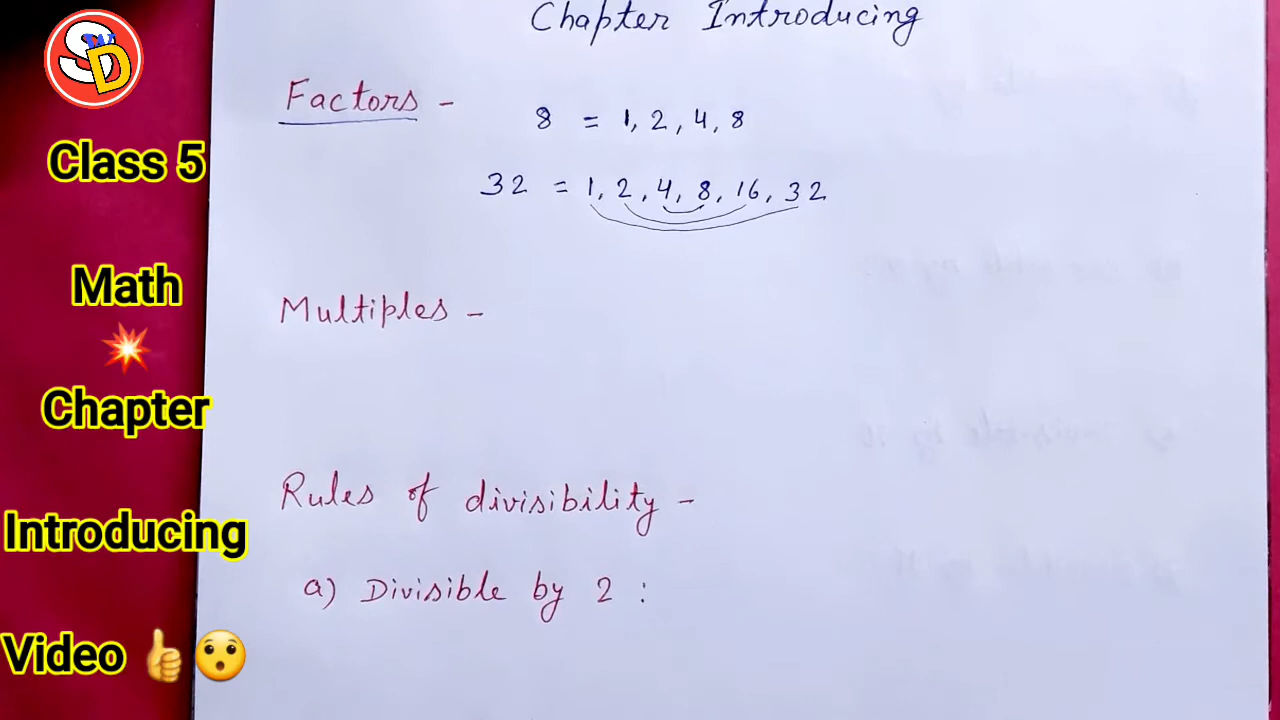 SWD
Class 5
Math
Chapter
Introducing
Video
Chapter Introducing
Factors -
8 = 1, 2, 4, 8
32 = 1, 2, 4, 8, 16, 32
Multiples -
Rules of divisibility -
a) Divisible by 2 :